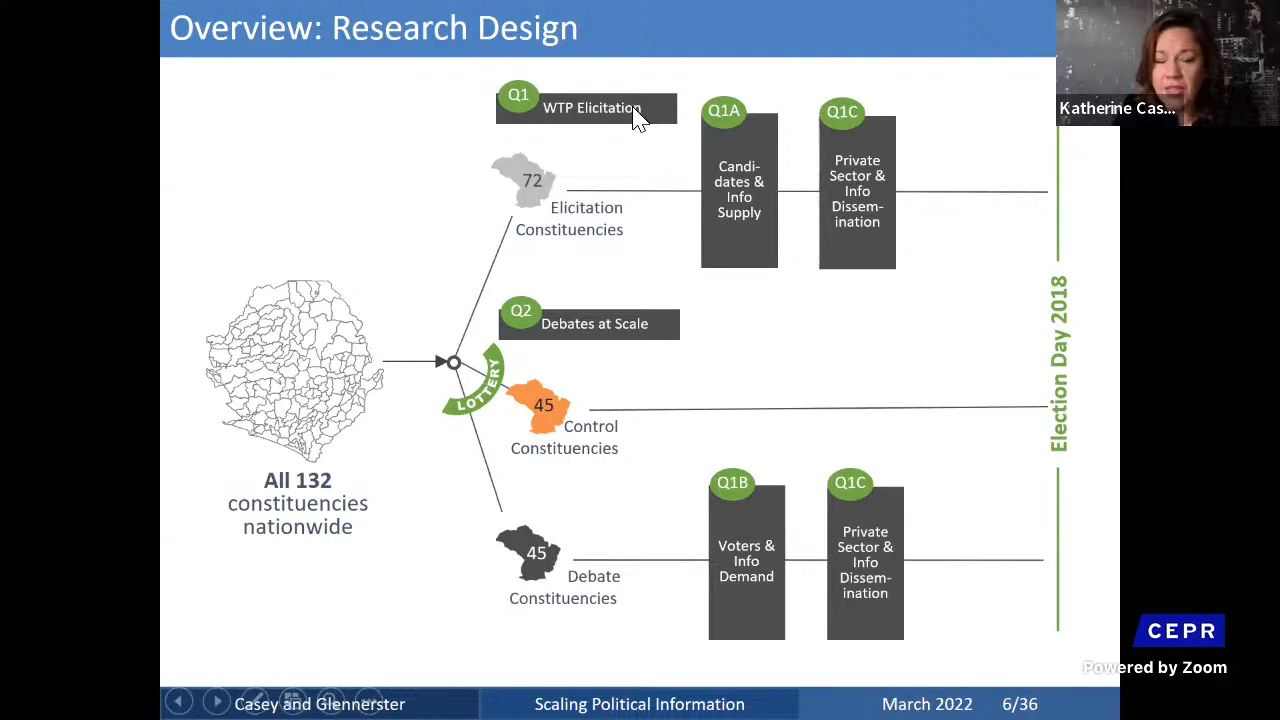 Overview: Research Design
Katherine Cas...
Q1
WTP Elicitation
Q1A
Candi-
dates &
Info
Supply
Q1C
Private
Sector &
Info
Dissem-
ination
72
Elicitation
Constituencies
Q2
Debates at Scale
LOTTERY
45
Control
Constituencies
All 132
constituencies
nationwide
45
Debate
Constituencies
Q1B
Voters &
Info
Demand
Q1C
Private
Sector &
Info
Dissem-
ination
Election Day 2018
CEPR
Powered by Zoom
Casey and Glennerster
Scaling Political Information
March 2022 6/36